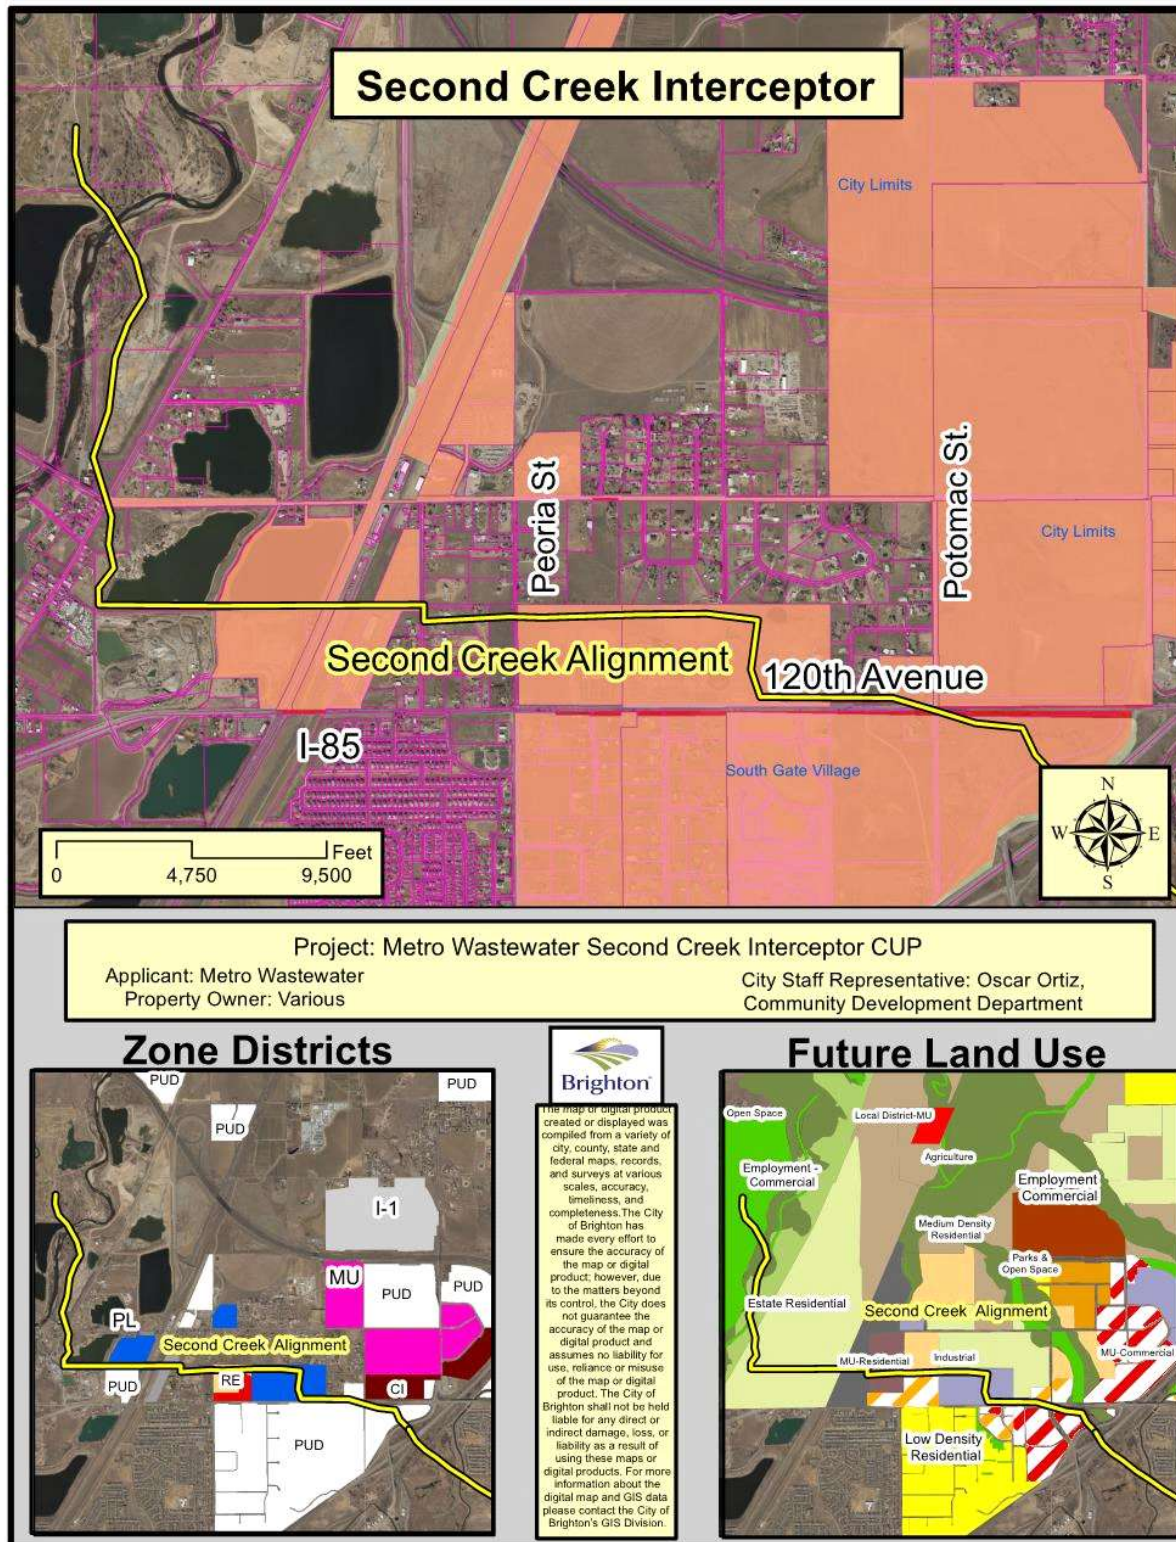 Second Creek Interceptor
City Limits
Peoria St
Potomac St.
City Limits
Second Creek Alignment
120th Avenue
I-85
South Gate Village
Feet
0 4,750 9,500
N
W E
S
Project: Metro Wastewater Second Creek Interceptor CUP
Applicant: Metro Wastewater
Property Owner: Various
City Staff Representative: Oscar Ortiz,
Community Development Department
Zone Districts
PUD
PUD
PUD
I-1
MU
PUD
PUD
PL
Second Creek Alignment
PUD
RE
CI
PUD
Brighton
The map or digital product
created or displayed was
compiled from a variety of
city, county, state and
federal maps, records,
and surveys at various
scales, accuracy,
timeliness, and
completeness.The City
of Brighton has
made every effort to
ensure the accuracy of
the map or digital
product; however, due
to the matters beyond
its control, the City does
not guarantee the
accuracy of the map or
digital product and
assumes no liability for
use, reliance or misuse
of the map or digital
product. The City of
Brighton shall not be held
liable for any direct or
indirect damage, loss, or
liability as a result of
using these maps or
digital products. For more
information about the
digital map and GIS data
please contact the City of
Brighton's GIS Division.
Future Land Use
Open Space
Local District-MU
Agriculture
Employment -
Commercial
Employment
Commercial
Medium Density
Residential
Parks &
Open Space
Estate Residential
Second Creek Alignment
MU-Residential
Industrial
MU-Commercial
Low Density
Residential